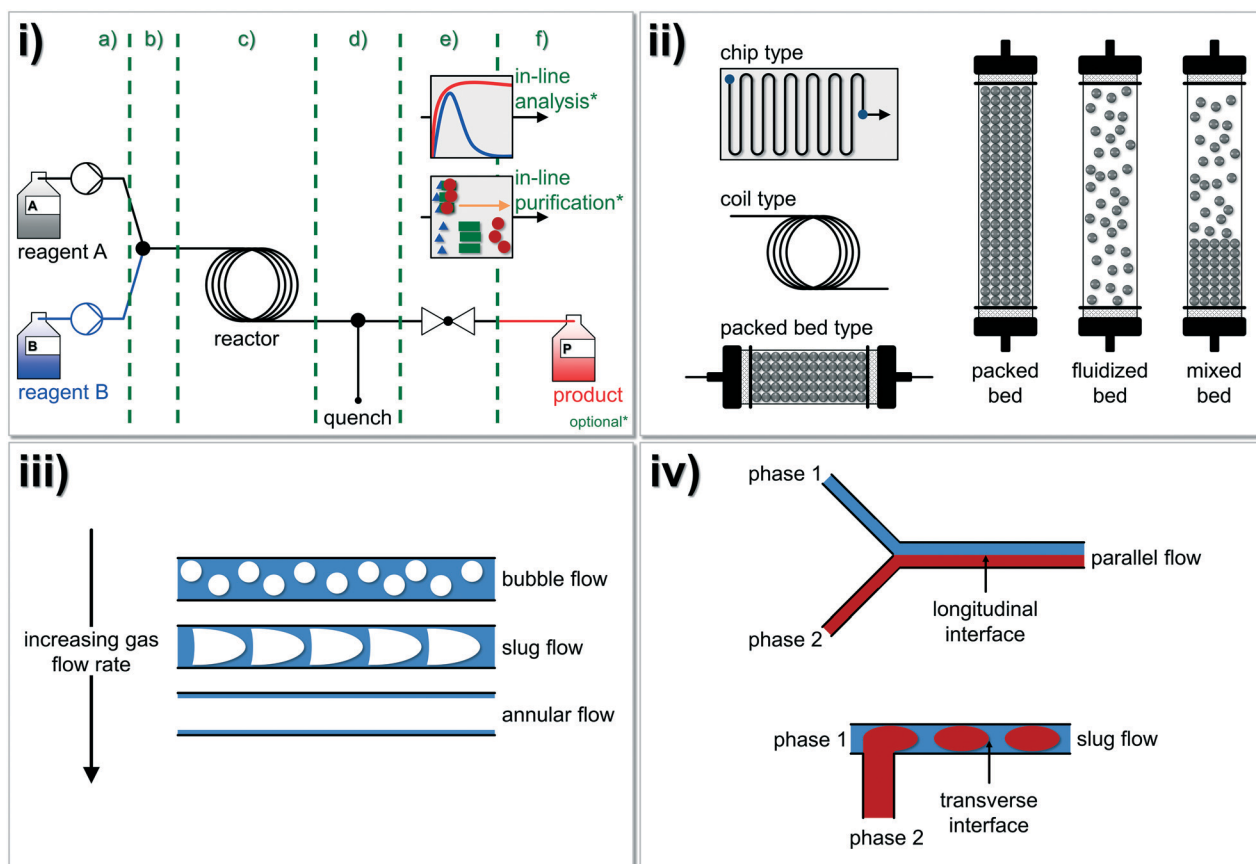 i)
a)
b)
c)
d)
e)
f)
in-line
analysis*
in-line
purification*
A
reagent A
B
reagent B
reactor
quench
P
product
optional*
ii)
chip type
coil type
packed bed type
packed
bed
fluidized
bed
mixed
bed
iii)
increasing gas
flow rate
bubble flow
slug flow
annular flow
iv)
phase 1
phase 2
parallel flow
longitudinal
interface
phase 1
slug flow
transverse
interface
phase 2